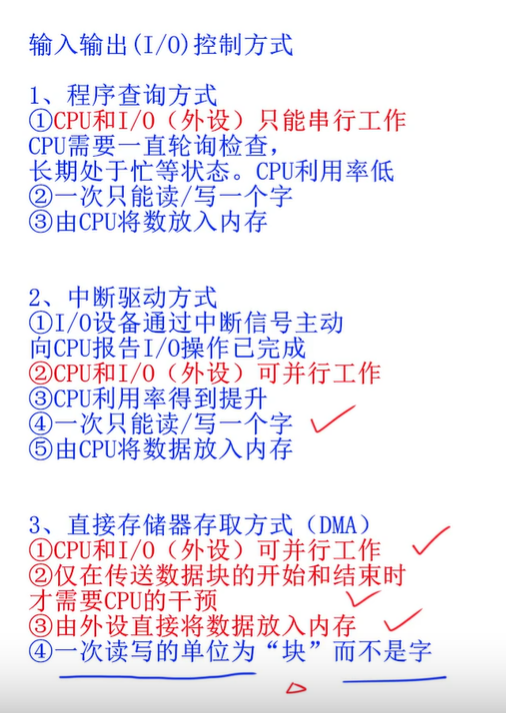 输入输出(I/O)控制方式
1、程序查询方式
①CPU和I/O（外设）只能串行工作
CPU需要一直轮询检查，
长期处于忙等状态。CPU利用率低
②一次只能读/写一个字
③由CPU将数放入内存
2、中断驱动方式
①I/O设备通过中断信号主动
向CPU报告I/O操作已完成
②CPU和I/O（外设）可并行工作
③CPU利用率得到提升
④一次只能读/写一个字
⑤由CPU将数据放入内存
3、直接存储器存取方式（DMA）
①CPU和I/O（外设）可并行工作
②仅在传送数据块的开始和结束时
才需要CPU的干预
③由外设直接将数据放入内存
④一次读写的单位为“块”而不是字